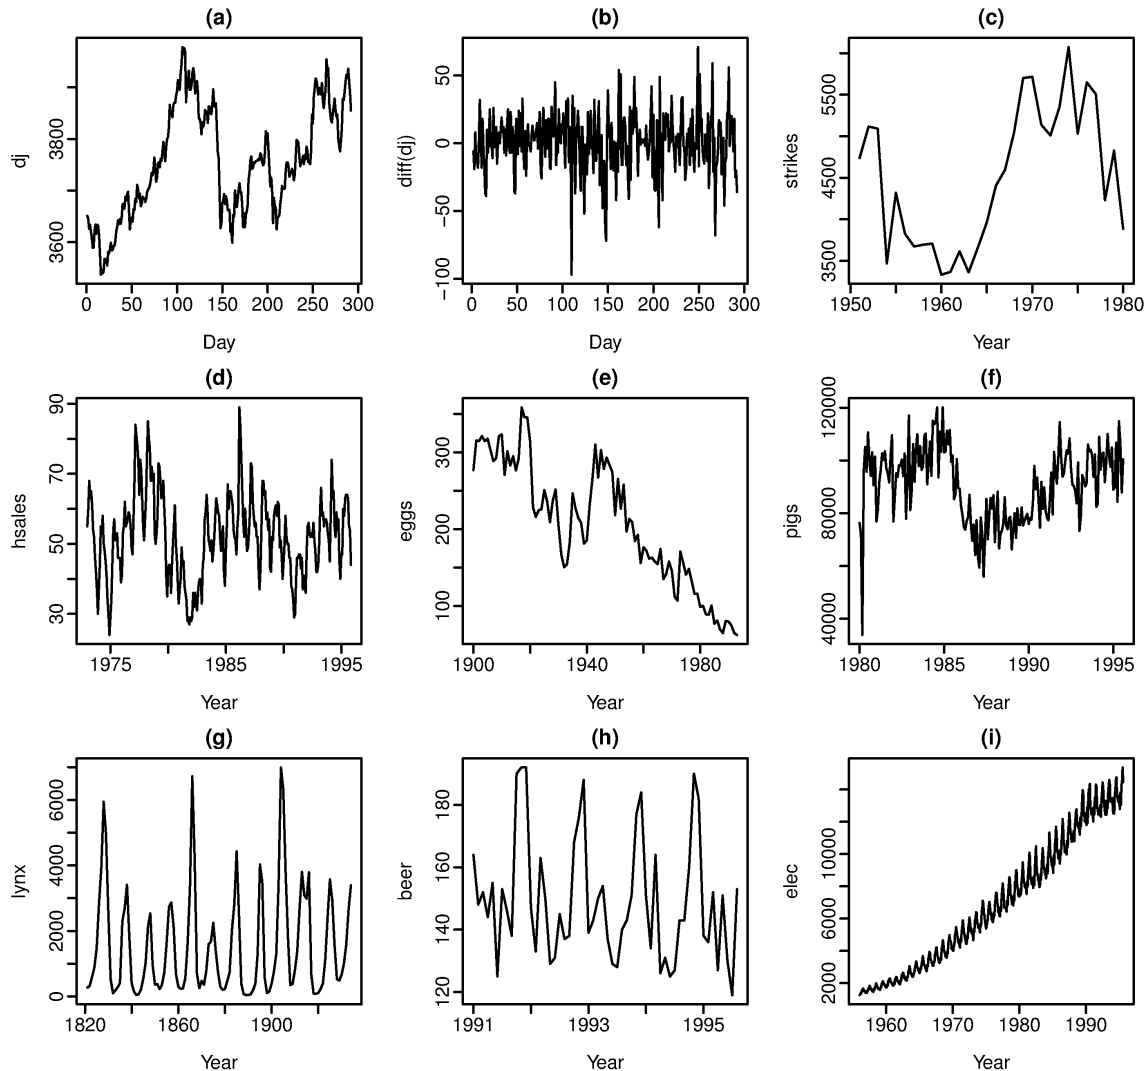 (a)
dj
3600 3800
0 50 100 150 200 250 300
Day
(b)
diff(dj)
−100 −50 0 50
0 50 100 150 200 250 300
Day
(c)
strikes
3500 4500 5500
1950 1960 1970 1980
Year
(d)
hsales
30 50 70 90
1975 1985 1995
Year
(e)
eggs
100 200 300
1900 1940 1980
Year
(f)
pigs
40000 80000 120000
1980 1985 1990 1995
Year
(g)
lynx
0 2000 4000 6000
1820 1860 1900
Year
(h)
beer
120 140 160 180
1991 1993 1995
Year
(i)
elec
2000 6000 10000
1960 1970 1980 1990
Year